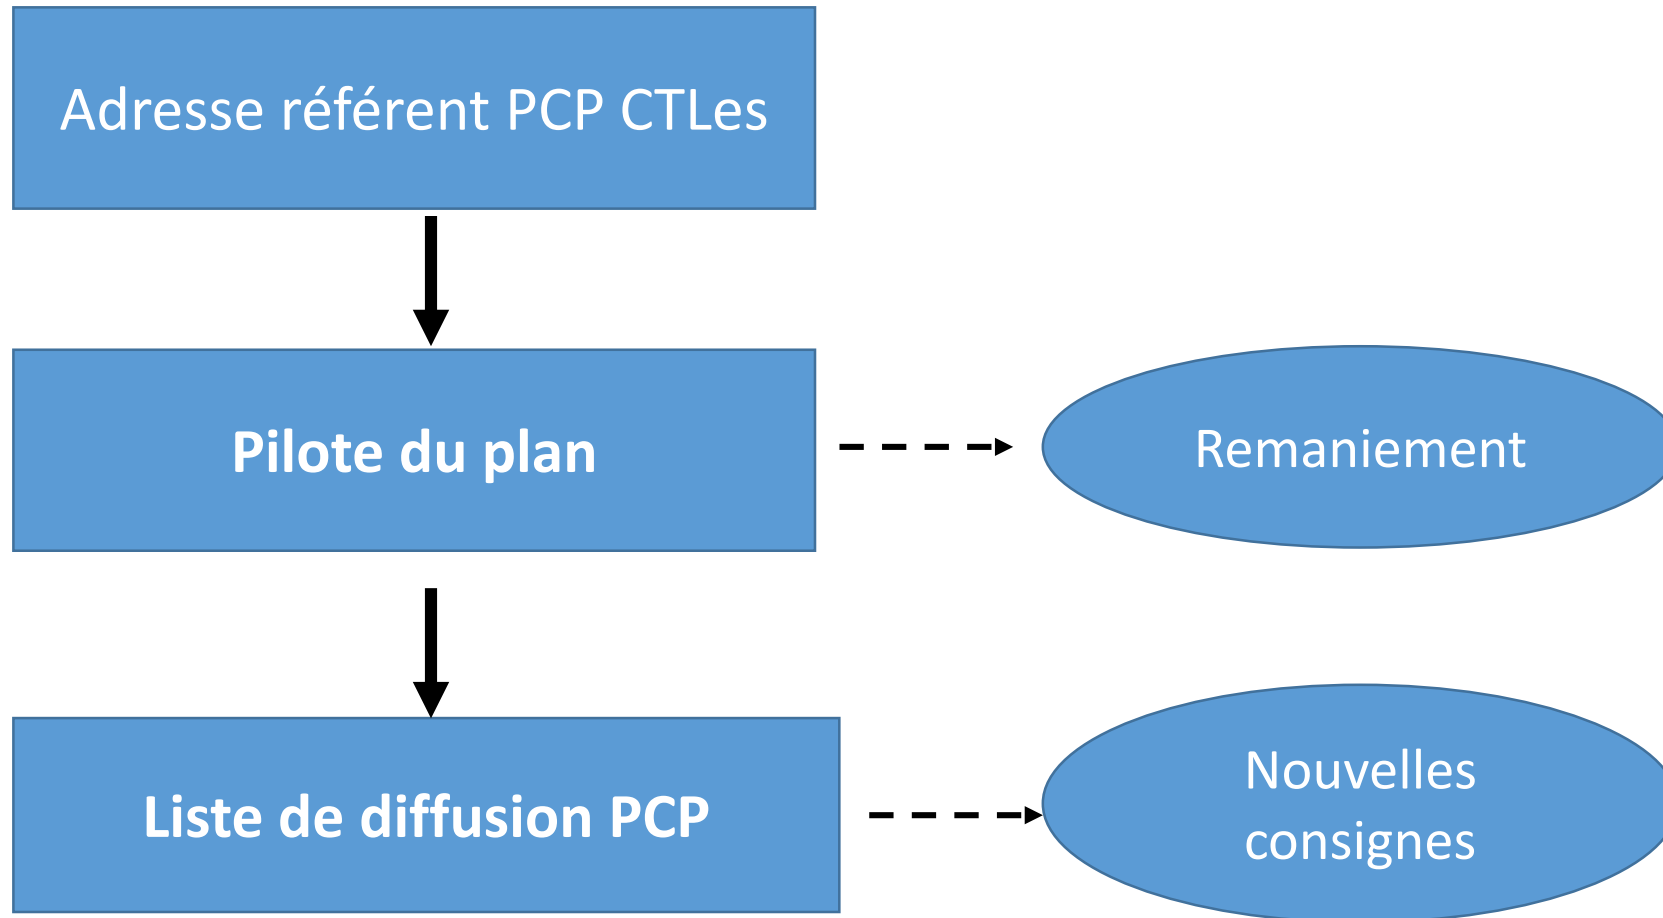 Adresse référent PCP CTLes
Pilote du plan
Remaniement
Liste de diffusion PCP
Nouvelles
consignes